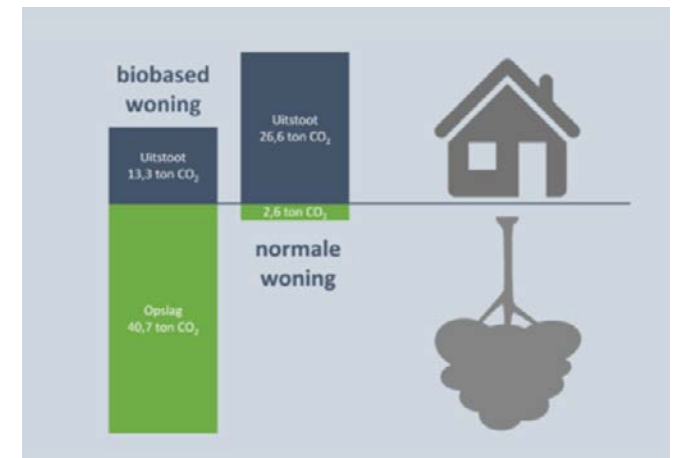 biobased
woning
Uitstoot
13,3 ton CO₂
Opslag
40,7 ton CO₂
Uitstoot
26,6 ton CO₂
2,6 ton CO₂
normale
woning